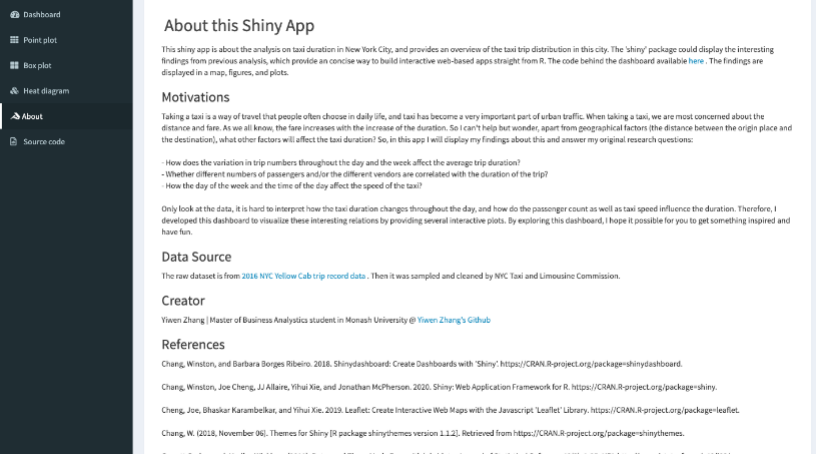 Dashboard
Point plot
Box plot
Heat diagram
About
Source code
About this Shiny App
This shiny app is about the analysis on taxi duration in New York City, and provides an overview of the taxi trip distribution in this city. The 'shiny' package could display the interesting
findings from previous analysis, which provide an concise way to build interactive web-based apps straight from R. The code behind the dashboard available here . The findings are
displayed in a map, figures, and plots.
Motivations
Taking a taxi is a way of travel that people often choose in daily life, and taxi has become a very important part of urban traffic. When taking a taxi, we are most concerned about the
distance and fare. As we all know, the fare increases with the increase of the duration. So I can't help but wonder, apart from geographical factors (the distance between the origin place and
the destination), what other factors will affect the taxi duration? So, in this app I will display my findings about this and answer my original research questions:
- How does the variation in trip numbers throughout the day and the week affect the average trip duration?
- Whether different numbers of passengers and/or the different vendors are correlated with the duration of the trip?
- How the day of the week and the time of the day affect the speed of the taxi?
Only look at the data, it is hard to interpret how the taxi duration changes throughout the day, and how do the passenger count as well as taxi speed influence the duration. Therefore, I
developed this dashboard to visualize these interesting relations by providing several interactive plots. By exploring this dashboard, I hope it possible for you to get something inspired and
have fun.
Data Source
The raw dataset is from 2016 NYC Yellow Cab trip record data . Then it was sampled and cleaned by NYC Taxi and Limousine Commission.
Creator
Yiwen Zhang | Master of Business Analystics student in Monash University @ Yiwen Zhang's Github
References
Chang, Winston, and Barbara Borges Ribeiro. 2018. Shinydashboard: Create Dashboards with 'Shiny'. https://CRAN.R-project.org/package=shinydashboard.
Chang, Winston, Joe Cheng, JJ Allaire, Yihui Xie, and Jonathan McPherson. 2020. Shiny: Web Application Framework for R. https://CRAN.R-project.org/package=shiny.
Cheng, Joe, Bhaskar Karambelkar, and Yihui Xie. 2019. Leaflet: Create Interactive Web Maps with the Javascript 'Leaflet' Library. https://CRAN.R-project.org/package=leaflet.
Chang, W. (2018, November 06). Themes for Shiny [R package shinythemes version 1.1.2]. Retrieved from https://CRAN.R-project.org/package=shinythemes.